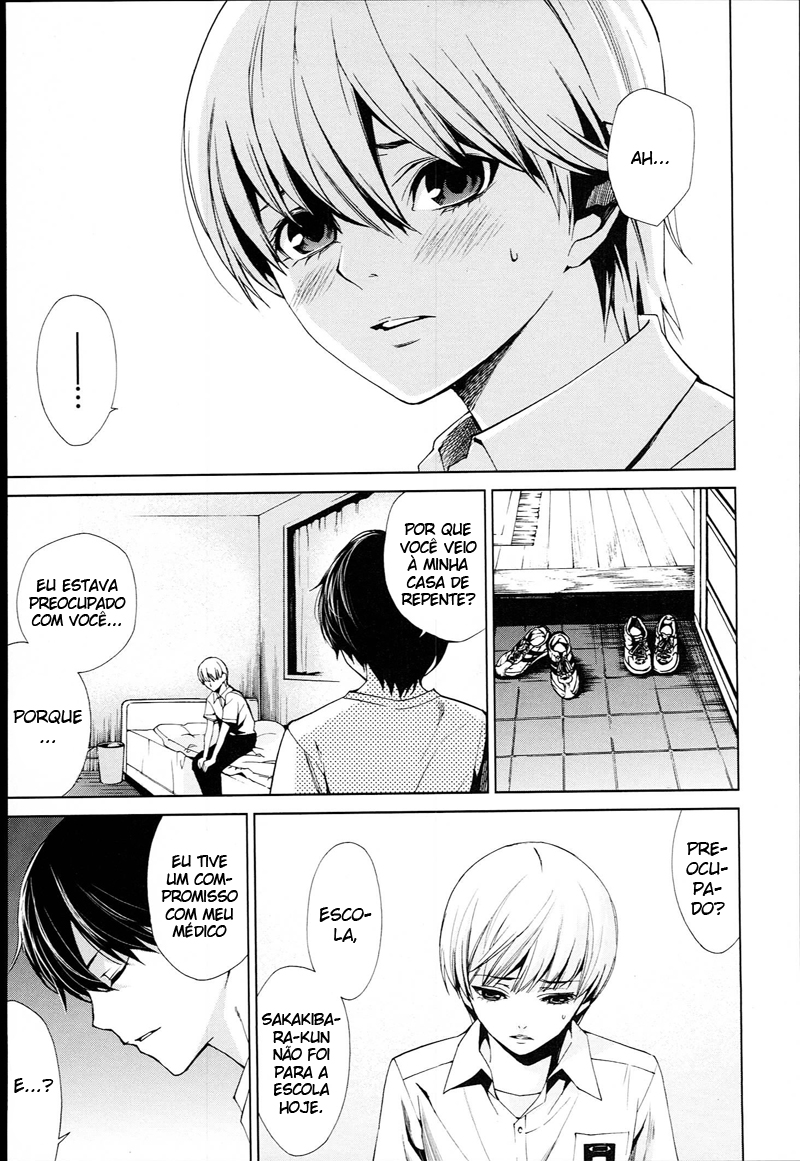 AH...
...
POR QUE
VOCÊ VEIO
À MINHA
CASA DE
REPENTE?
EU ESTAVA
PREOCUPADO
COM VOCÊ...
PORQUE
...
PRE-
OCU-
PA-
DO?
ESCO-
LA,
SAKAKIBA-
RA-KUN
NÃO FOI
PARA A
ESCOLA
HOJE.
EU TIVE
UM COM-
PROMISSO
COM MEU
MÉDICO
E...?